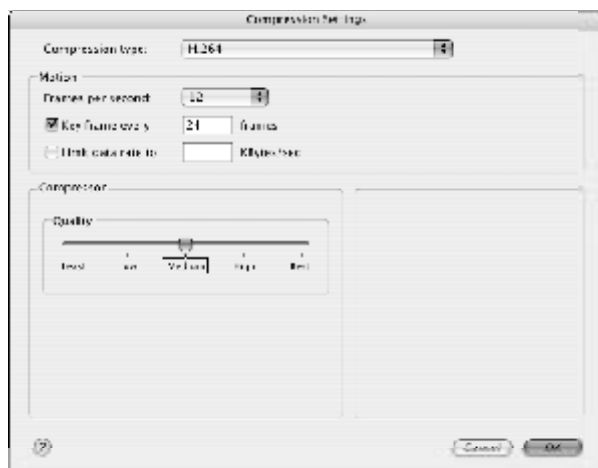 Compression Settings
Compression type: H.264
Motion
Frames per second: 12
Key frame every 24 frames
Limit data rate to KBytes/sec
Compressor
Quality
Least Low Medium High Best
?
Cancel OK